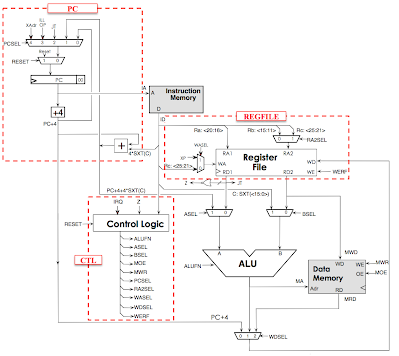 PC
XAdr
ILL
OP
JT
PCSEL
4 3 2 1 0
Reset
RESET
1 0
PC
00
+4
PC+4
IA
A
Instruction
Memory
D
ID
+
4*SXT(C)
REGFILE
Ra: <20:16>
Rb: <15:11>
Rc: <25:21>
0 1
RA2SEL
WASEL
XP
Rc: <25:21>
1
0
RA1
RA2
WA
Register
File
WD
RD1
RD2
WE
WERF
Z
JT
C: SXT(<15:0>)
PC+4+4*SXT(C)
IRQ
Z
RESET
Control Logic
ALUFN
ASEL
BSEL
MOE
MWR
PCSEL
RA2SEL
WASEL
WDSEL
WERF
CTL
ASEL
1 0
1 0
BSEL
A
B
ALU
ALUFN
MWD
WD
WE
MWR
Data
Memory
OE
MOE
MA
Adr
RD
MRD
PC+4
0 1 2
WDSEL